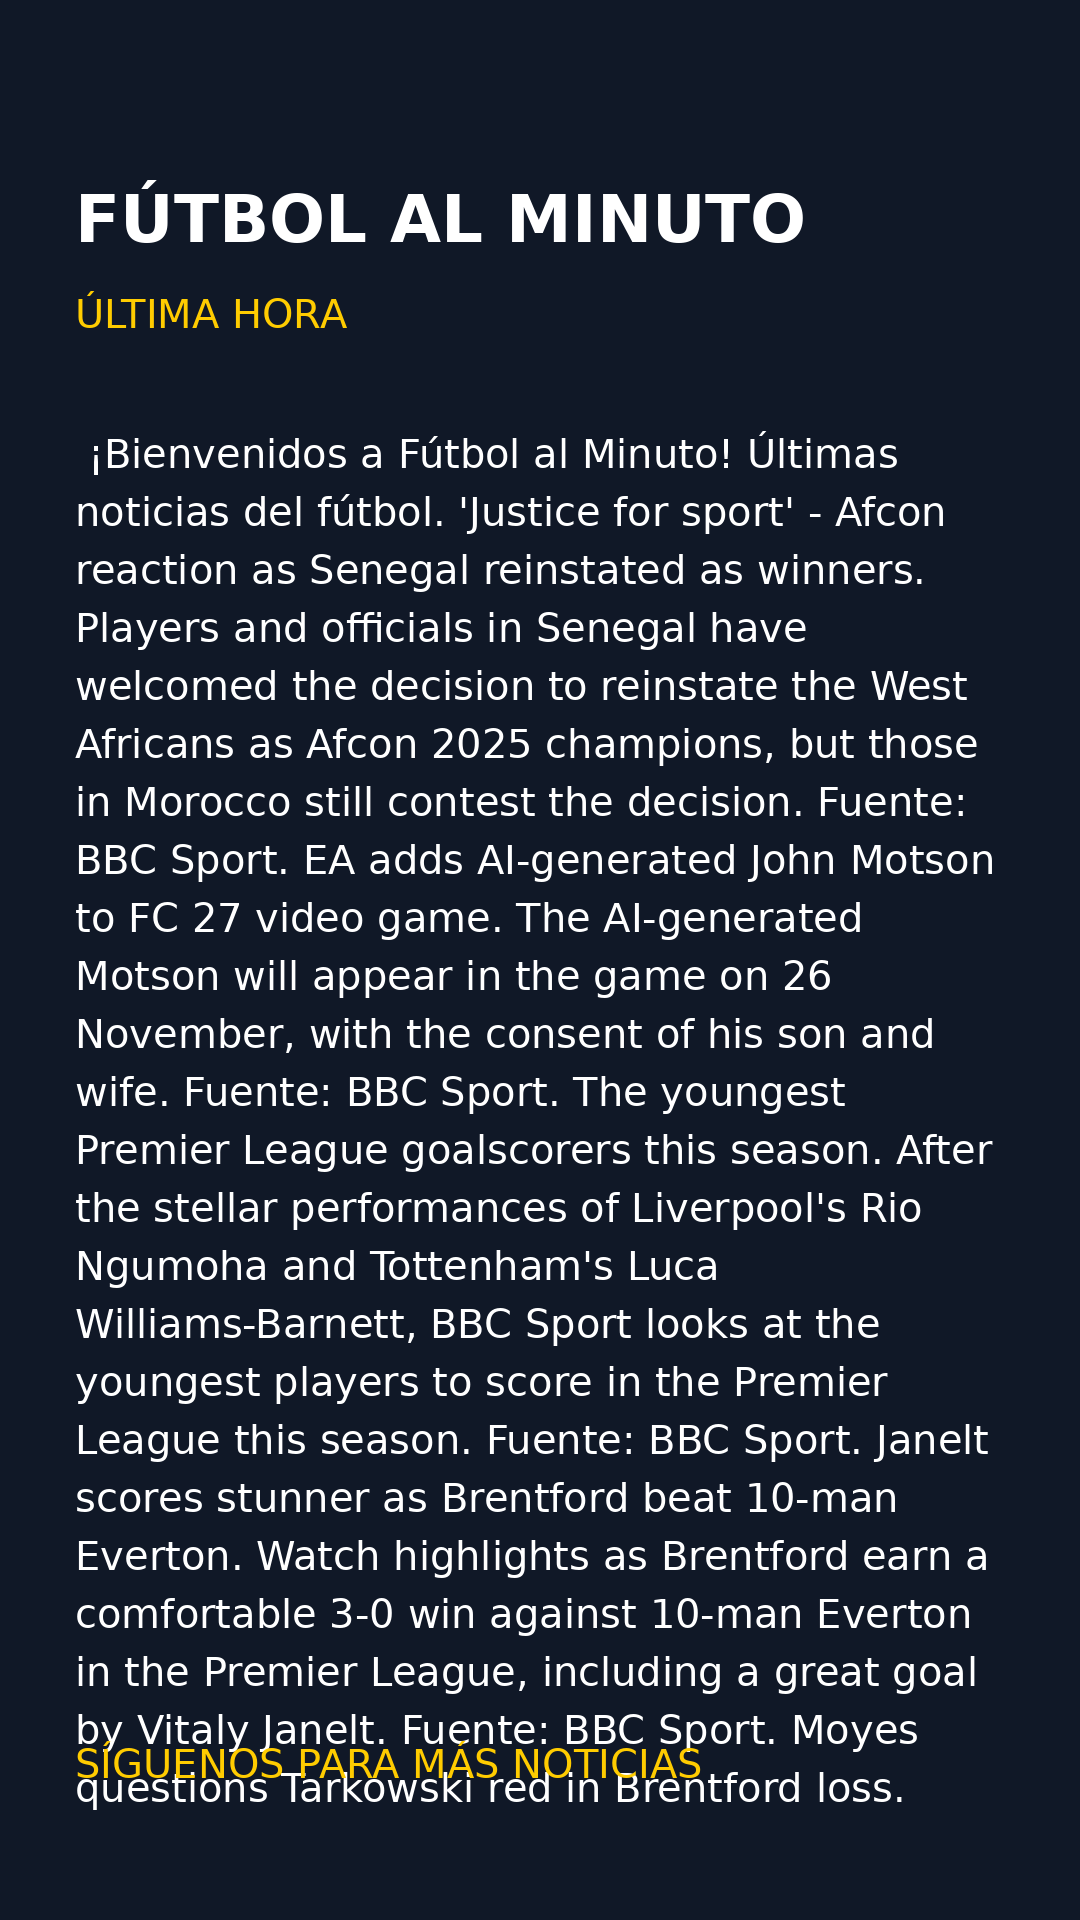 FÚTBOL AL MINUTO
ÚLTIMA HORA
¡Bienvenidos a Fútbol al Minuto! Últimas
noticias del fútbol. 'Justice for sport' - Afcon
reaction as Senegal reinstated as winners.
Players and officials in Senegal have
welcomed the decision to reinstate the West
Africans as Afcon 2025 champions, but those
in Morocco still contest the decision. Fuente:
BBC Sport. EA adds AI-generated John Motson
to FC 27 video game. The AI-generated
Motson will appear in the game on 26
November, with the consent of his son and
wife. Fuente: BBC Sport. The youngest
Premier League goalscorers this season. After
the stellar performances of Liverpool's Rio
Ngumoha and Tottenham's Luca
Williams-Barnett, BBC Sport looks at the
youngest players to score in the Premier
League this season. Fuente: BBC Sport. Janelt
scores stunner as Brentford beat 10-man
Everton. Watch highlights as Brentford earn a
comfortable 3-0 win against 10-man Everton
in the Premier League, including a great goal
by Vitaly Janelt. Fuente: BBC Sport. Moyes
SÍGUENOS PARA MÁS NOTICIAS
questions Tarkowski red in Brentford loss.